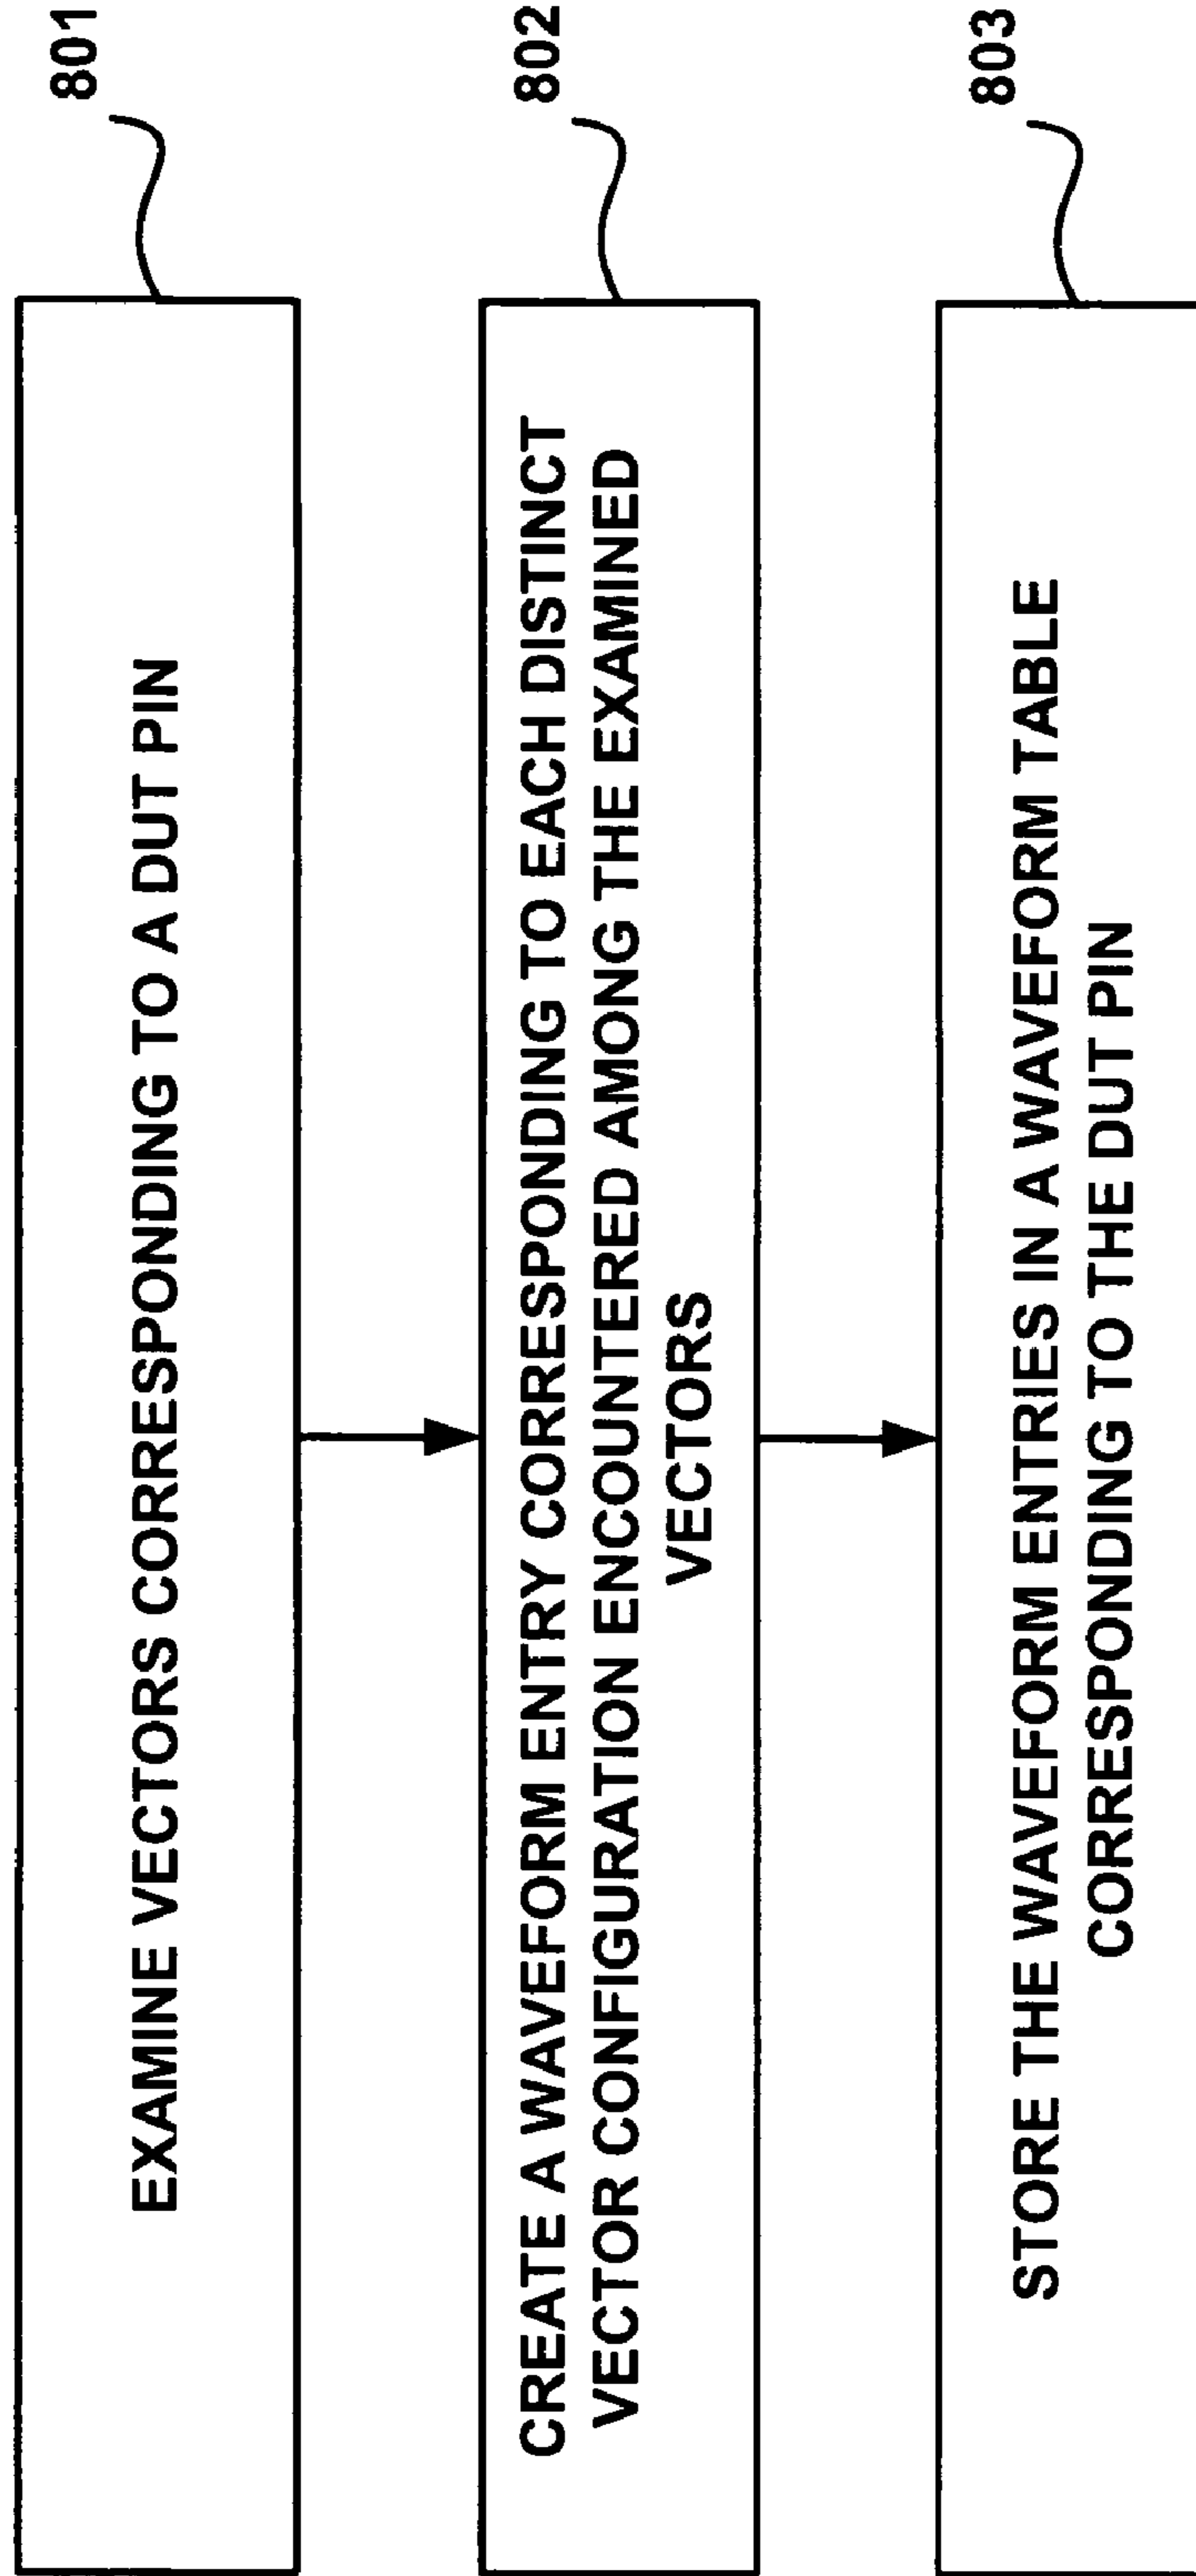 801
EXAMINE VECTORS CORRESPONDING TO A DUT PIN
802
CREATE A WAVEFORM ENTRY CORRESPONDING TO EACH DISTINCT
VECTOR CONFIGURATION ENCOUNTERED AMONG THE EXAMINED
VECTORS
803
STORE THE WAVEFORM ENTRIES IN A WAVEFORM TABLE
CORRESPONDING TO THE DUT PIN